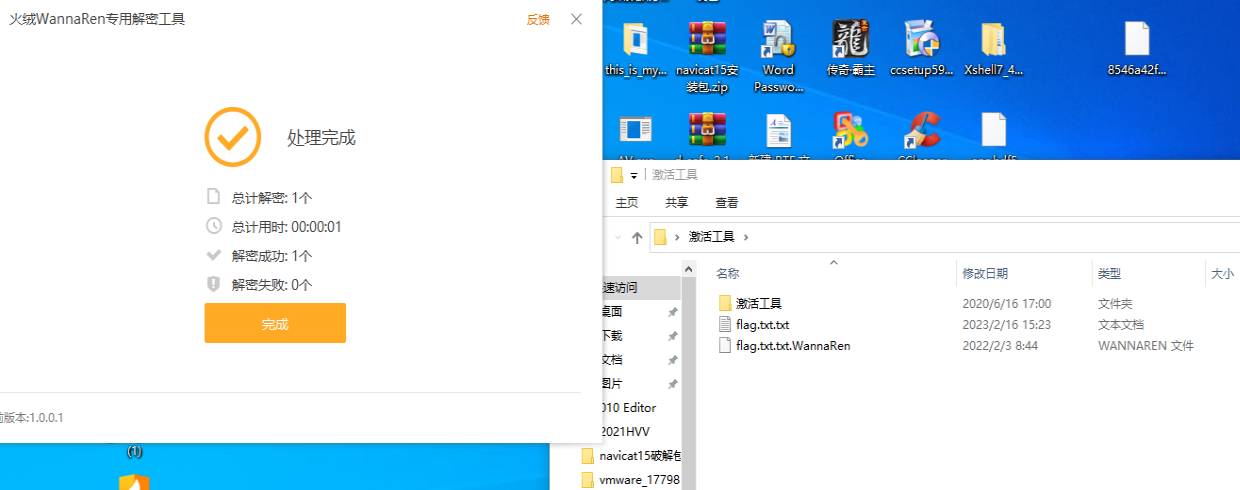 火绒WannaRen专用解密工具
反馈
处理完成
总计解密: 1个
总计用时: 00:00:01
解密成功: 1个
解密失败: 0个
完成
前版本:1.0.0.1
(1)
this_is_my...
navicat15安
装包.zip
Word
Passwo...
传奇·霸主
ccsetup59...
Xshell7_4...
8546a42f...
激活工具
主页
共享
查看
激活工具
名称
修改日期
类型
大小
激活工具
2020/6/16 17:00
文件夹
flag.txt.txt
2023/2/16 15:23
文本文档
flag.txt.txt.WannaRen
2022/2/3 8:44
WANNAREN 文件
速访问
桌面
下载
文档
图片
010 Editor
2021HVV
navicat15破解包
vmware_17798